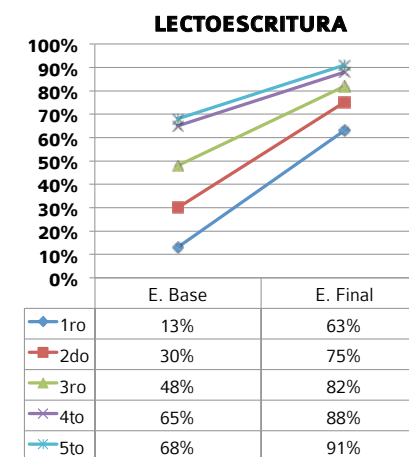 LECTOESCRITURA
100%
90%
80%
70%
60%
50%
40%
30%
20%
10%
0%
E. Base E. Final
1ro 13% 63%
2do 30% 75%
3ro 48% 82%
4to 65% 88%
5to 68% 91%